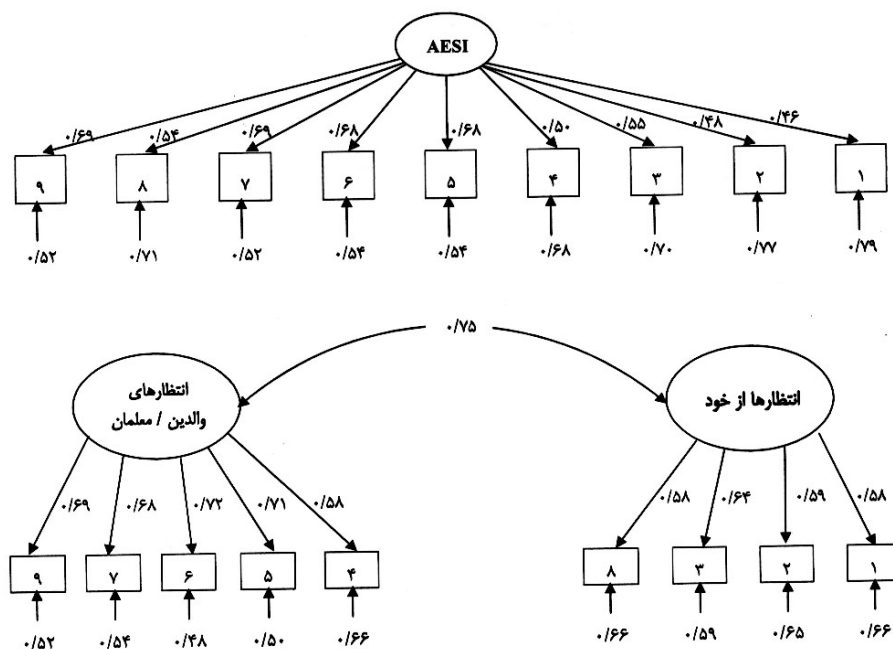 AESI
۰/۶۹ ۰/۵۴ ۰/۶۹ ۰/۶۸ ۰/۶۸ ۰/۵۰ ۰/۵۵ ۰/۴۸ ۰/۴۶
۹ ۸ ۷ ۶ ۵ ۴ ۳ ۲ ۱
۰/۵۲ ۰/۷۱ ۰/۵۲ ۰/۵۴ ۰/۵۴ ۰/۶۸ ۰/۷۰ ۰/۷۷ ۰/۷۹
۰/۷۵
انتظارهای
والدین / معلمان
انتظارها از خود
۰/۶۹ ۰/۶۸ ۰/۷۲ ۰/۷۱ ۰/۵۸
۹ ۷ ۶ ۵ ۴
۰/۵۲ ۰/۵۴ ۰/۴۸ ۰/۵۰ ۰/۶۶
۰/۵۸ ۰/۶۴ ۰/۵۹ ۰/۵۸
۸ ۳ ۲ ۱
۰/۶۶ ۰/۵۹ ۰/۶۵ ۰/۶۶